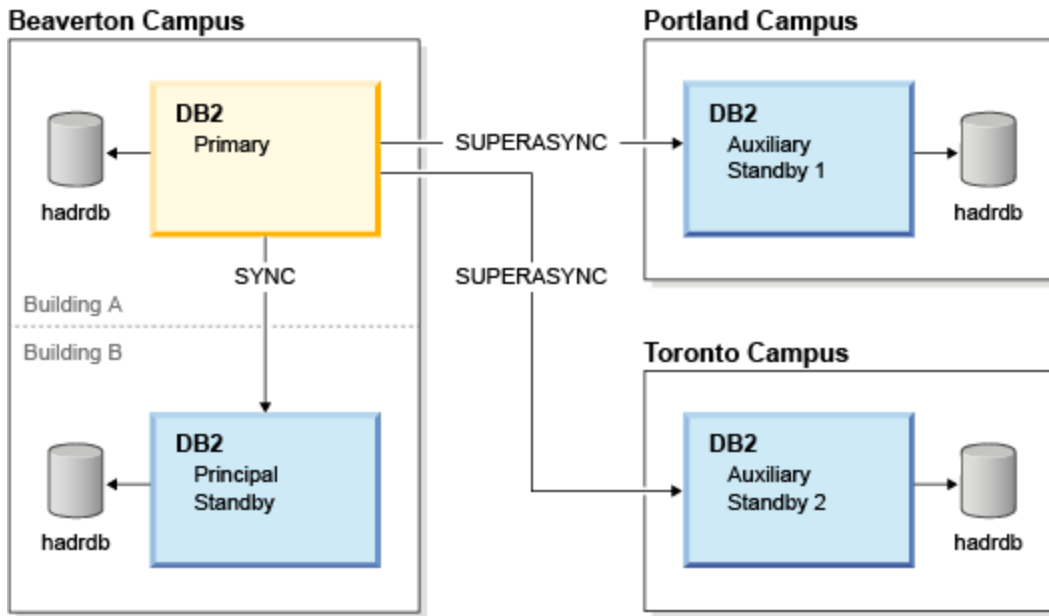 Beaverton Campus
DB2
Primary
hadrdb
SYNC
Building A
Building B
DB2
Principal
Standby
hadrdb
SUPERASYNC
SUPERASYNC
Portland Campus
DB2
Auxiliary
Standby 1
hadrdb
Toronto Campus
DB2
Auxiliary
Standby 2
hadrdb